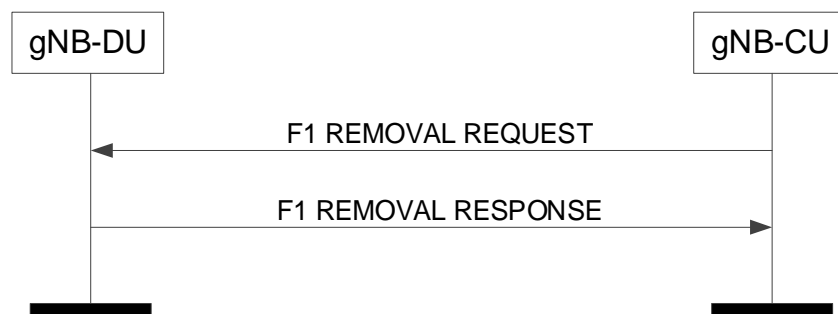 gNB-DU
gNB-CU
F1 REMOVAL REQUEST
F1 REMOVAL RESPONSE